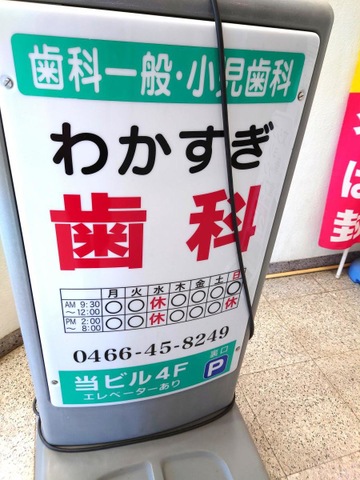 歯科一般・小児歯科
わかすぎ
歯科
月火水木金土日
AM 9:30～12:00 ○○休○○○○
PM 2:00～8:00 ○○休○○○休
0466-45-8249
当ビル4F 裏口 P
エレベーターあり